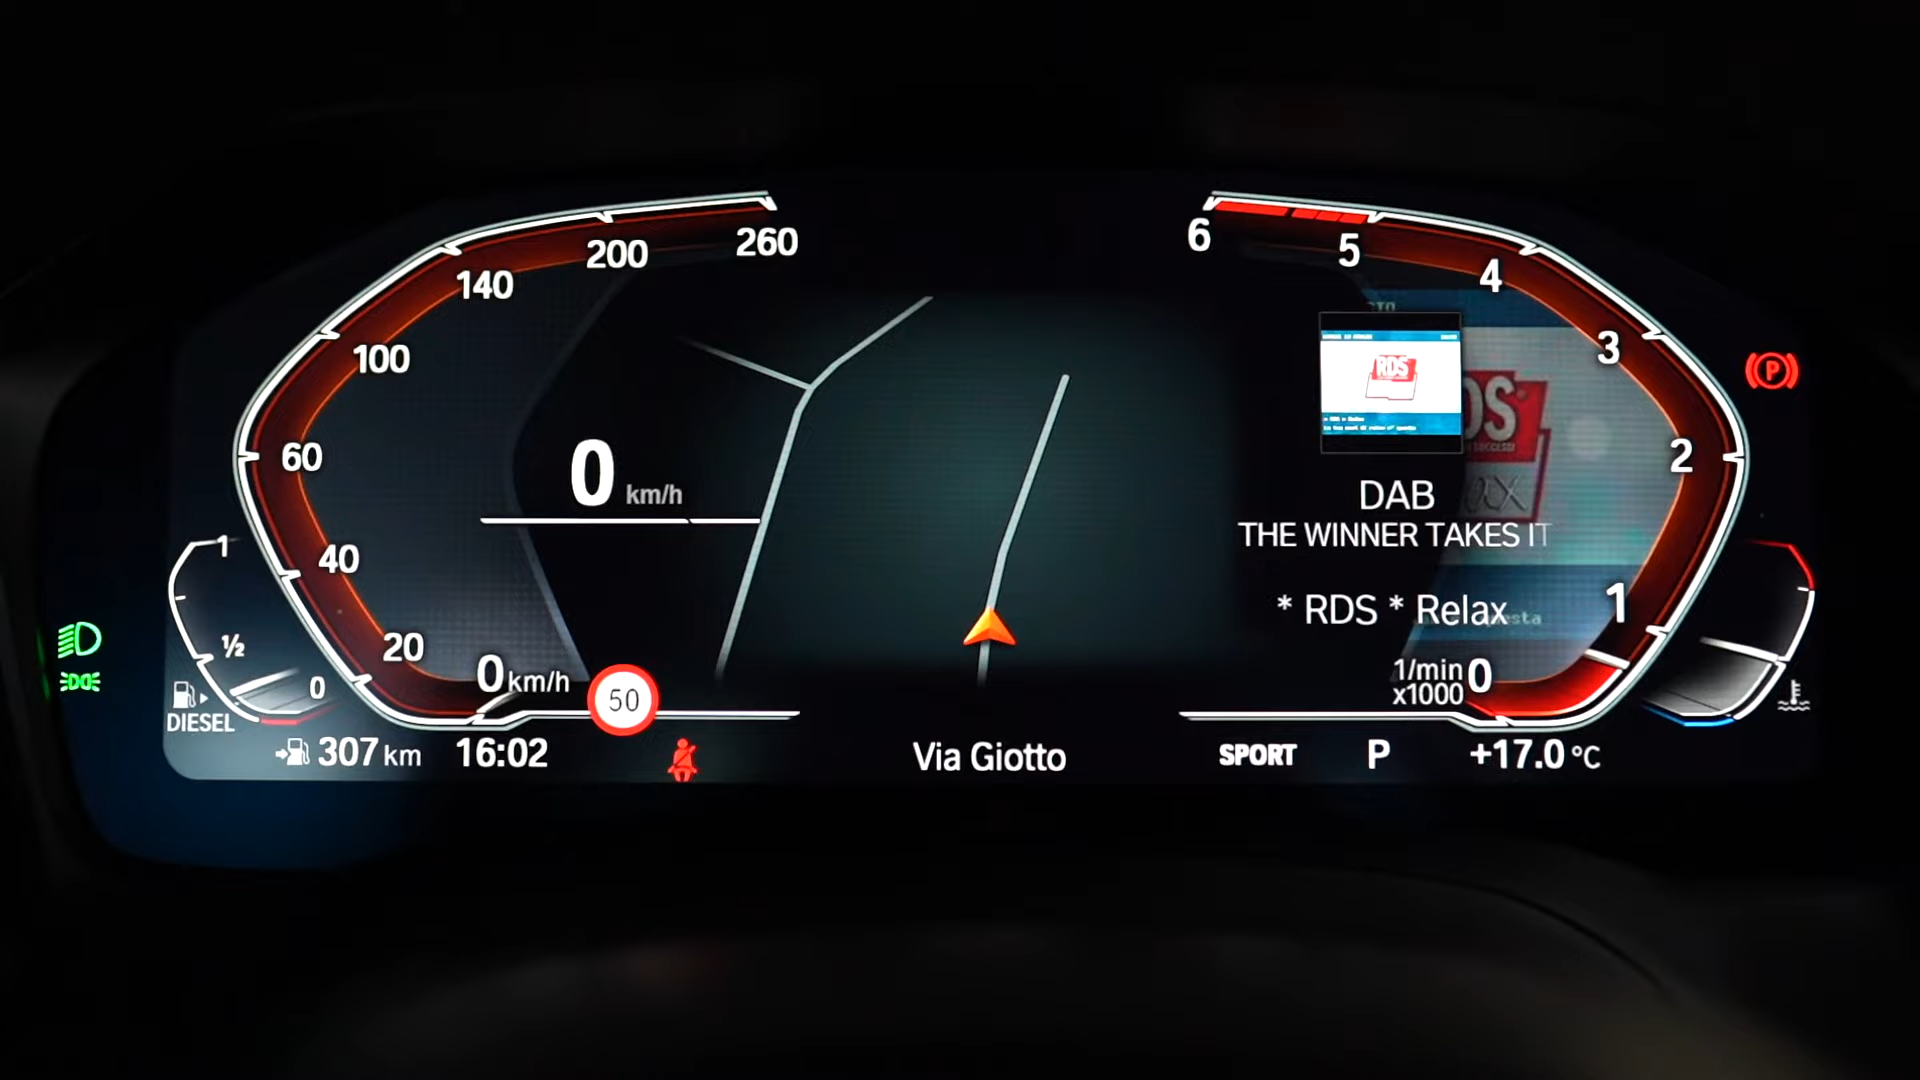 260
200
140
100
60
40
20
0 km/h
0 km/h
50
1
½
0
DIESEL
307 km
16:02
Via Giotto
6
5
4
3
2
1
0
1/min
x1000
RDS
DAB
THE WINNER TAKES IT
* RDS * Relax
SPORT
P
+17.0 °C
P